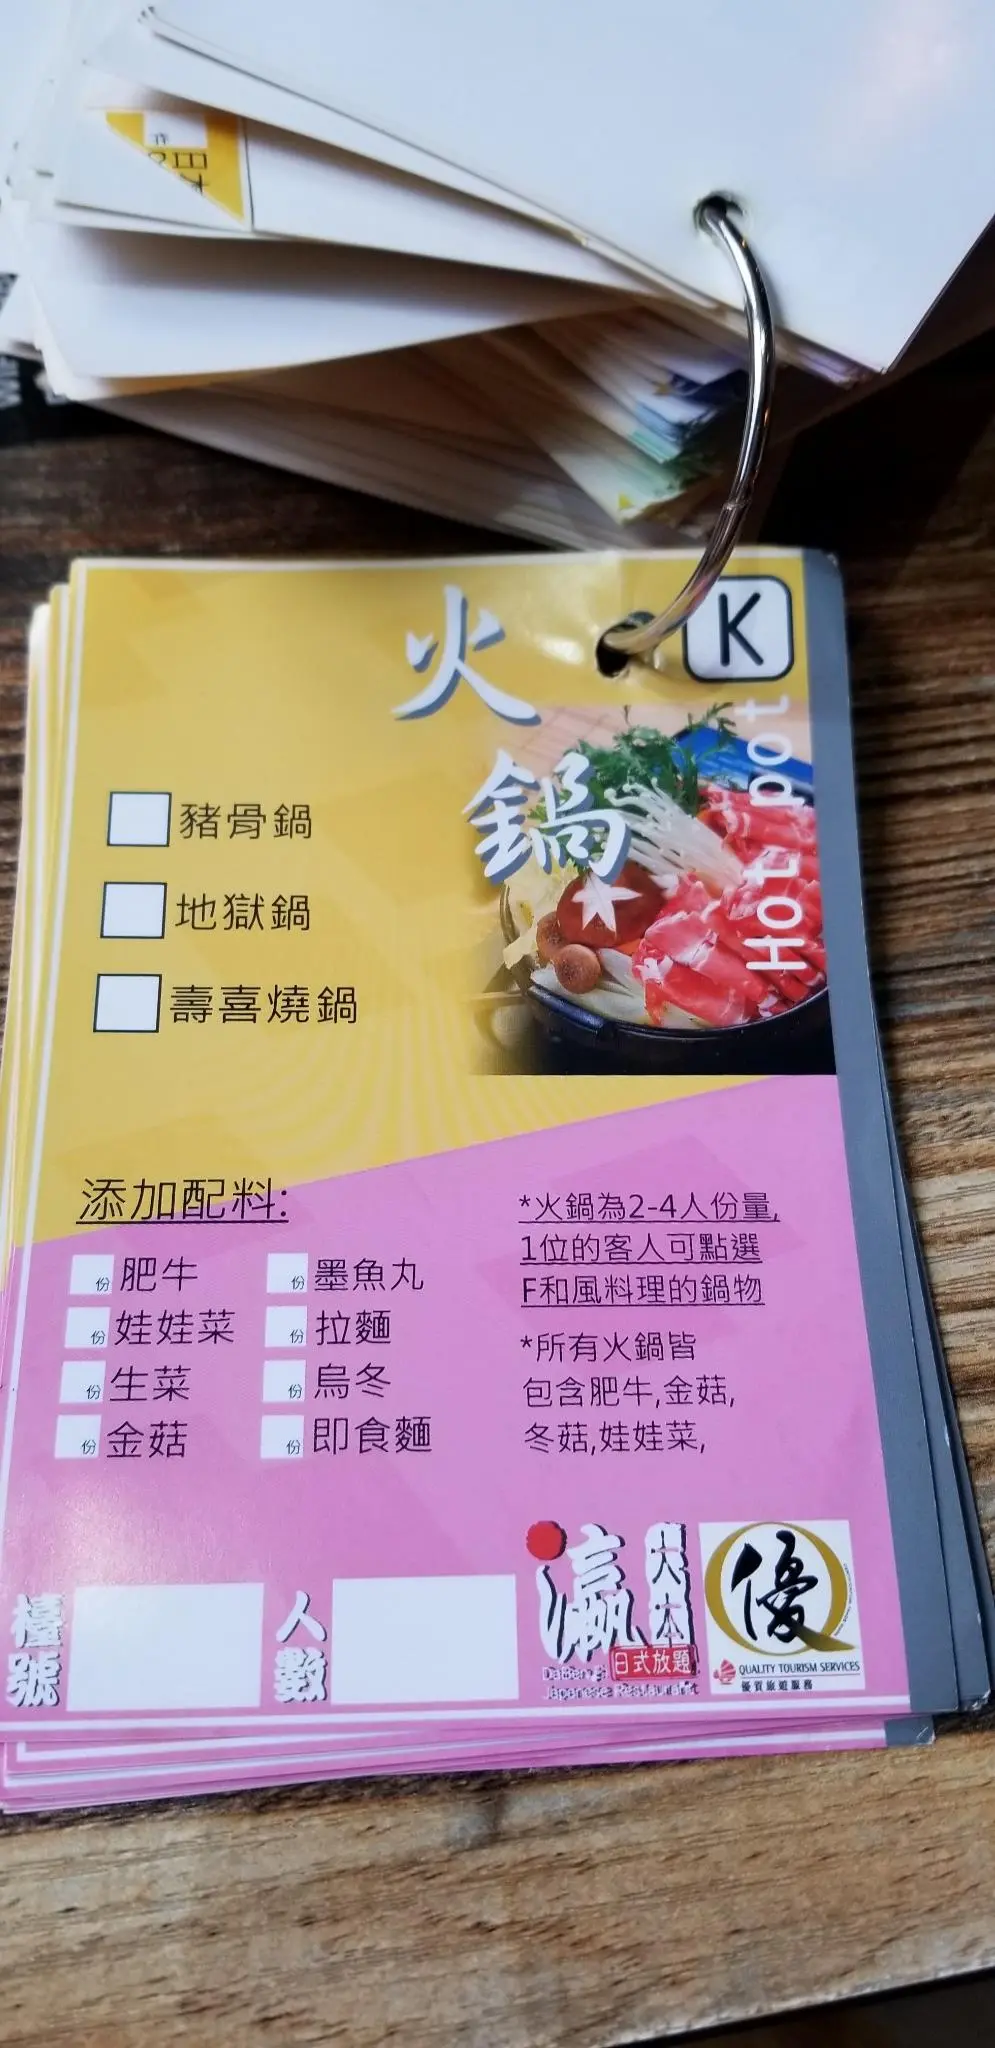 K
火鍋
Hot pot
豬骨鍋
地獄鍋
壽喜燒鍋
添加配料:
份 肥牛
份 墨魚丸
份 娃娃菜
份 拉麵
份 生菜
份 烏冬
份 金菇
份 即食麵
*火鍋為2-4人份量,
1位的客人可點選
F和風料理的鍋物
*所有火鍋皆
包含肥牛,金菇,
冬菇,娃娃菜,
檯號
人數
瀛
大本
日式放題
Japanese Restaurant
優
QUALITY TOURISM SERVICES
優質旅遊服務